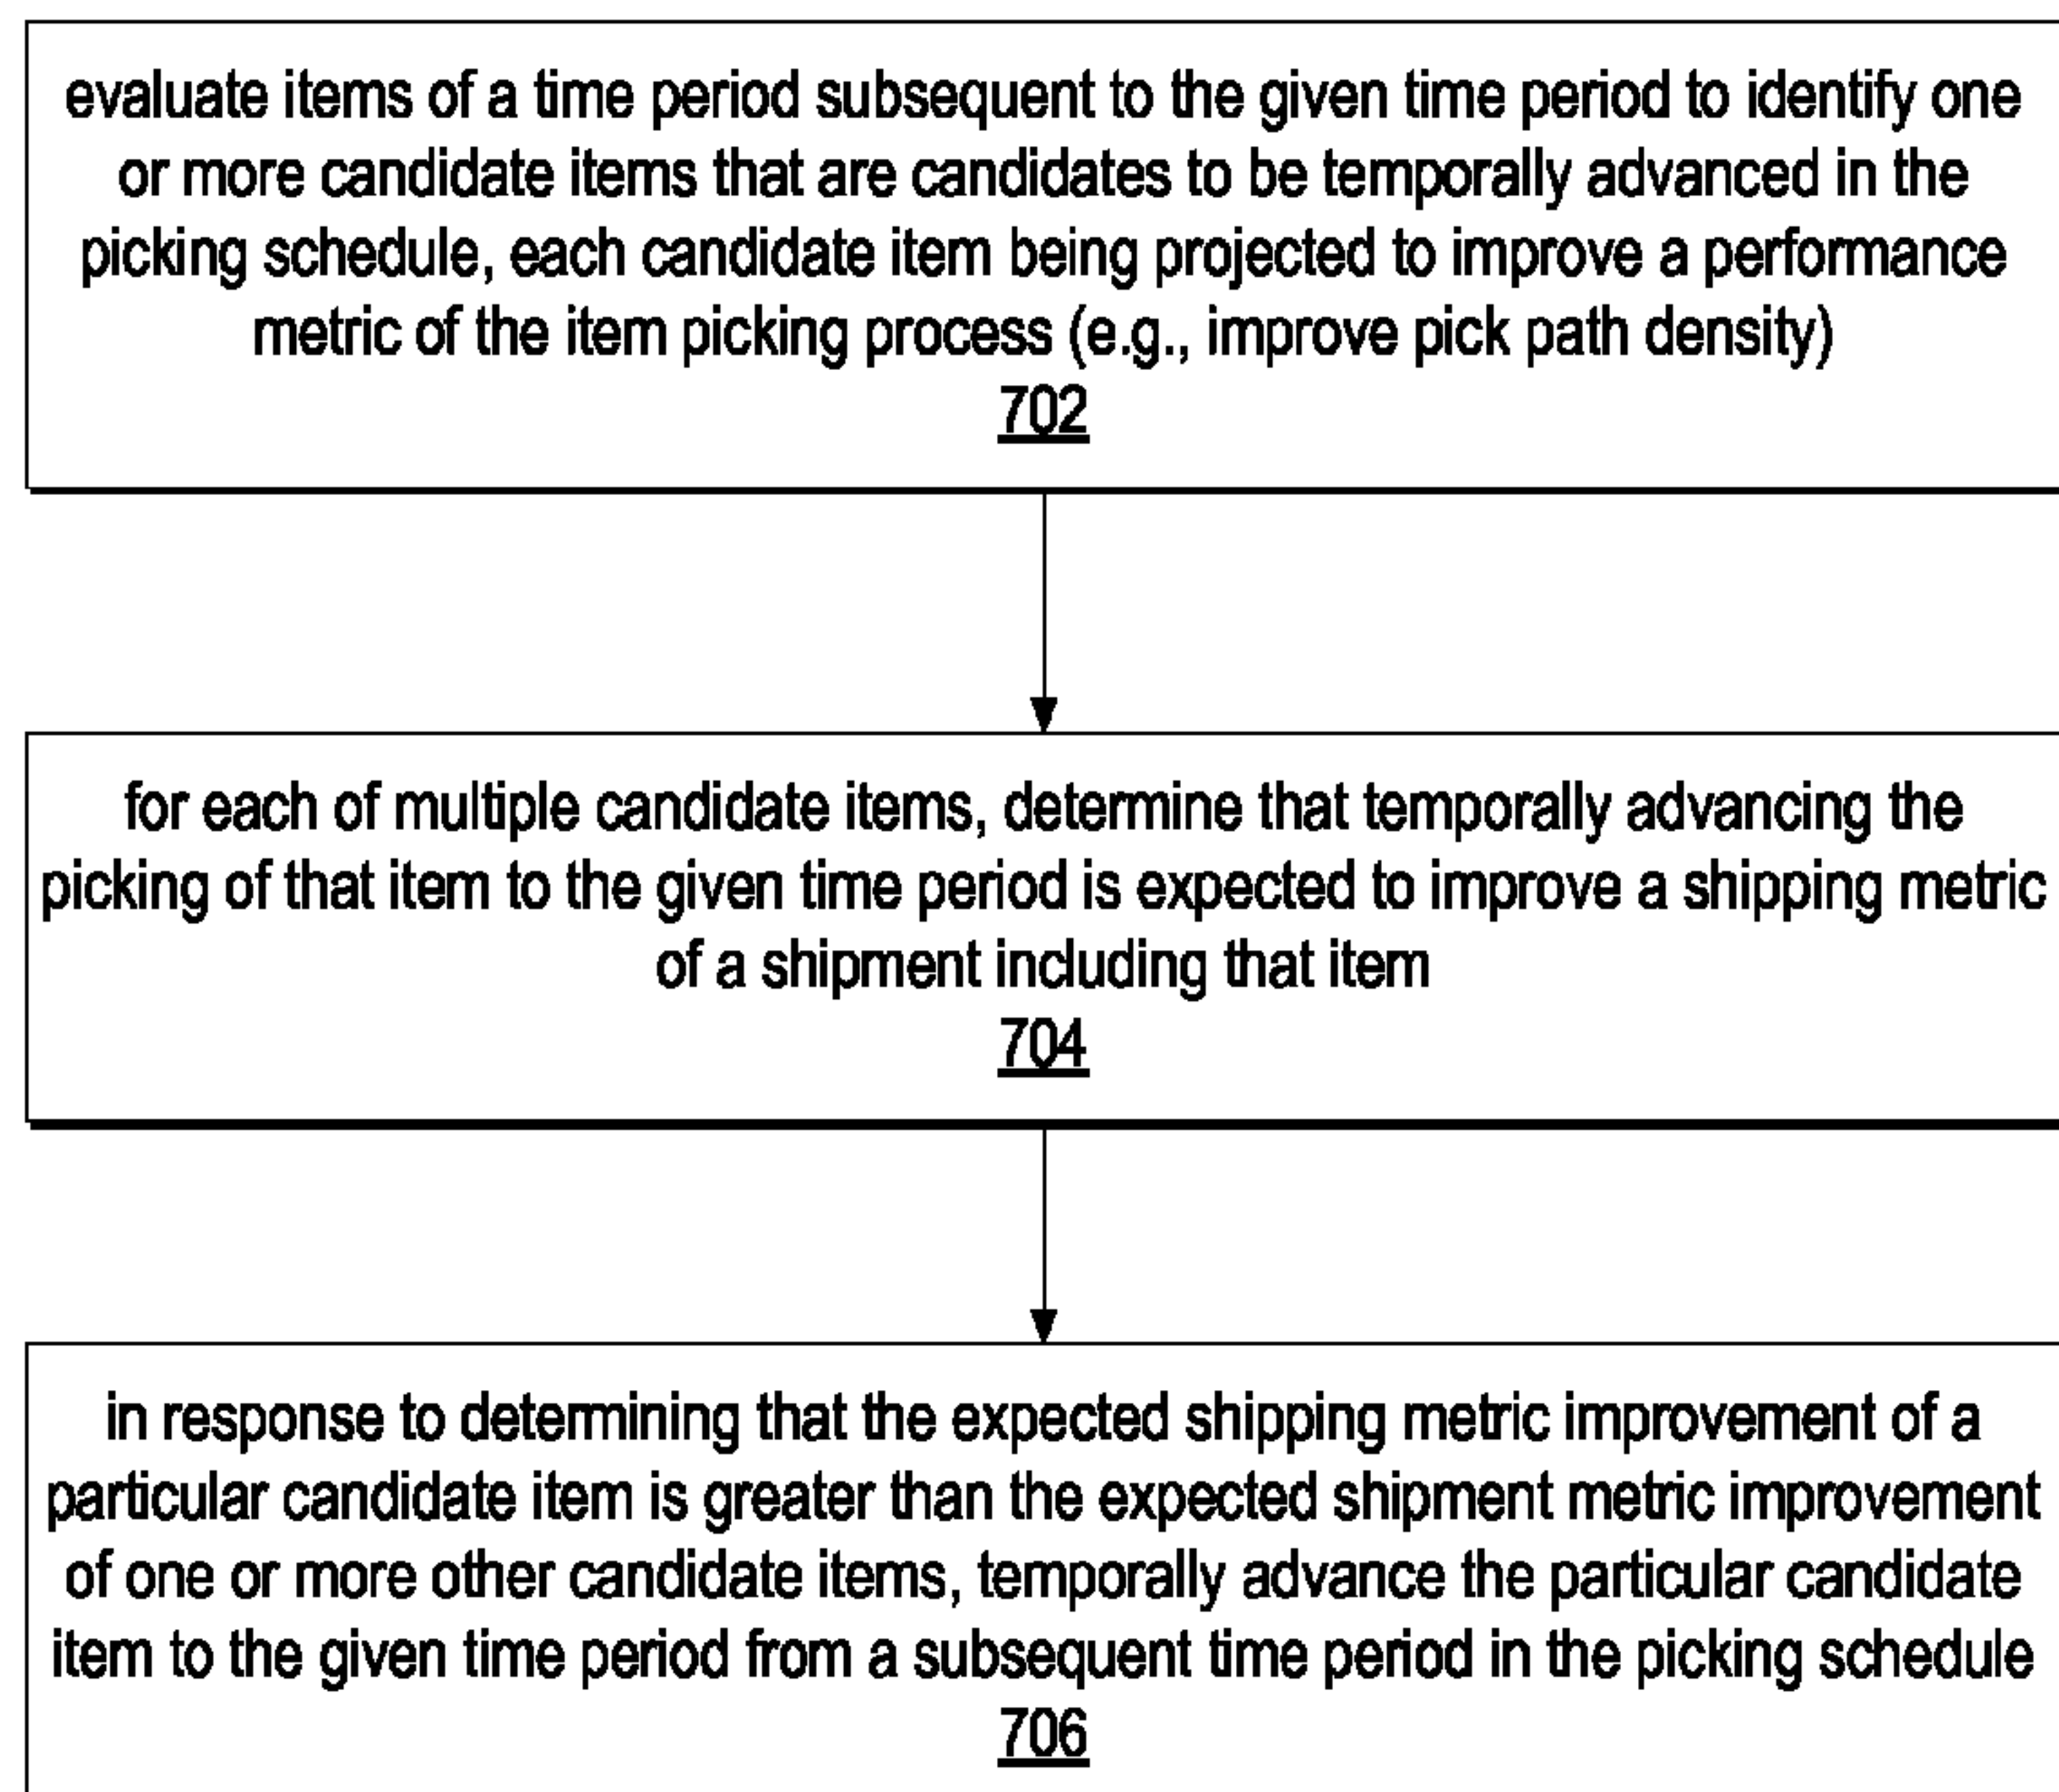 evaluate items of a time period subsequent to the given time period to identify one
or more candidate items that are candidates to be temporally advanced in the
picking schedule, each candidate item being projected to improve a performance
metric of the item picking process (e.g., improve pick path density)
702
for each of multiple candidate items, determine that temporally advancing the
picking of that item to the given time period is expected to improve a shipping metric
of a shipment including that item
704
in response to determining that the expected shipping metric improvement of a
particular candidate item is greater than the expected shipment metric improvement
of one or more other candidate items, temporally advance the particular candidate
item to the given time period from a subsequent time period in the picking schedule
706